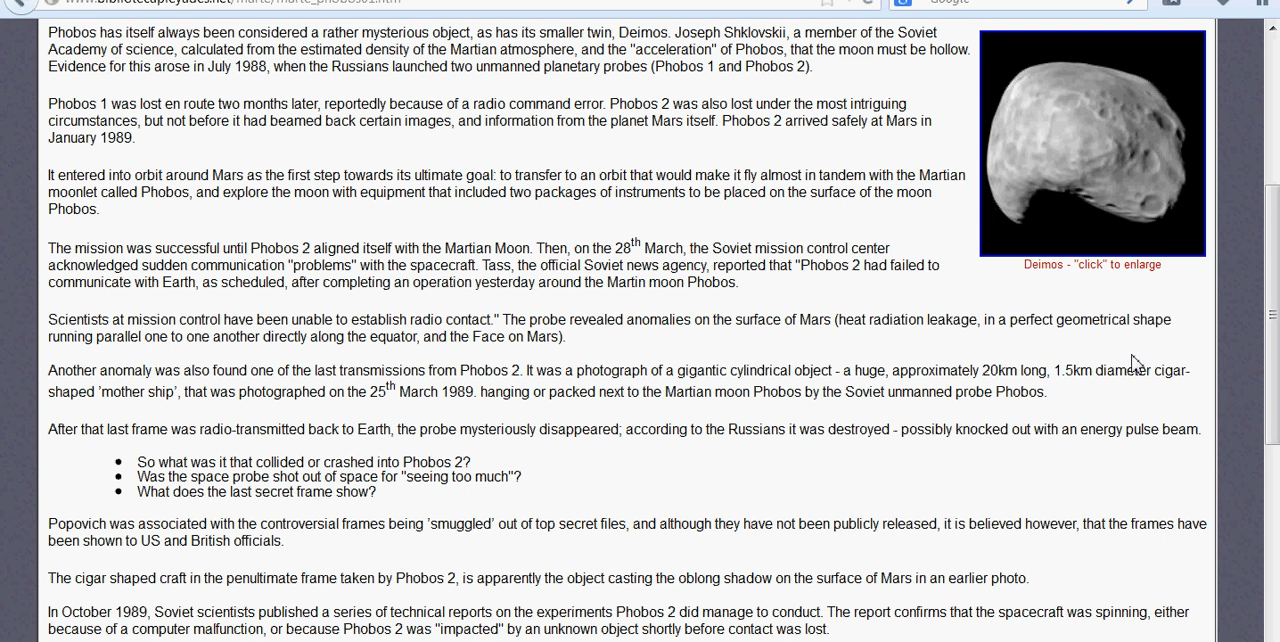 Phobos has itself always been considered a rather mysterious object, as has its smaller twin, Deimos. Joseph Shklovskii, a member of the Soviet
Academy of science, calculated from the estimated density of the Martian atmosphere, and the "acceleration" of Phobos, that the moon must be hollow.
Evidence for this arose in July 1988, when the Russians launched two unmanned planetary probes (Phobos 1 and Phobos 2).
Phobos 1 was lost en route two months later, reportedly because of a radio command error. Phobos 2 was also lost under the most intriguing
circumstances, but not before it had beamed back certain images, and information from the planet Mars itself. Phobos 2 arrived safely at Mars in
January 1989.
It entered into orbit around Mars as the first step towards its ultimate goal: to transfer to an orbit that would make it fly almost in tandem with the Martian
moonlet called Phobos, and explore the moon with equipment that included two packages of instruments to be placed on the surface of the moon
Phobos.
The mission was successful until Phobos 2 aligned itself with the Martian Moon. Then, on the 28th March, the Soviet mission control center
acknowledged sudden communication "problems" with the spacecraft. Tass, the official Soviet news agency, reported that "Phobos 2 had failed to
communicate with Earth, as scheduled, after completing an operation yesterday around the Martin moon Phobos.
Deimos - "click" to enlarge
Scientists at mission control have been unable to establish radio contact." The probe revealed anomalies on the surface of Mars (heat radiation leakage, in a perfect geometrical shape
running parallel one to one another directly along the equator, and the Face on Mars).
Another anomaly was also found one of the last transmissions from Phobos 2. It was a photograph of a gigantic cylindrical object - a huge, approximately 20km long, 1.5km diameter cigar-
shaped 'mother ship', that was photographed on the 25th March 1989. hanging or packed next to the Martian moon Phobos by the Soviet unmanned probe Phobos.
After that last frame was radio-transmitted back to Earth, the probe mysteriously disappeared; according to the Russians it was destroyed - possibly knocked out with an energy pulse beam.
• So what was it that collided or crashed into Phobos 2?
• Was the space probe shot out of space for "seeing too much"?
• What does the last secret frame show?
Popovich was associated with the controversial frames being 'smuggled' out of top secret files, and although they have not been publicly released, it is believed however, that the frames have
been shown to US and British officials.
The cigar shaped craft in the penultimate frame taken by Phobos 2, is apparently the object casting the oblong shadow on the surface of Mars in an earlier photo.
In October 1989, Soviet scientists published a series of technical reports on the experiments Phobos 2 did manage to conduct. The report confirms that the spacecraft was spinning, either
because of a computer malfunction, or because Phobos 2 was "impacted" by an unknown object shortly before contact was lost.